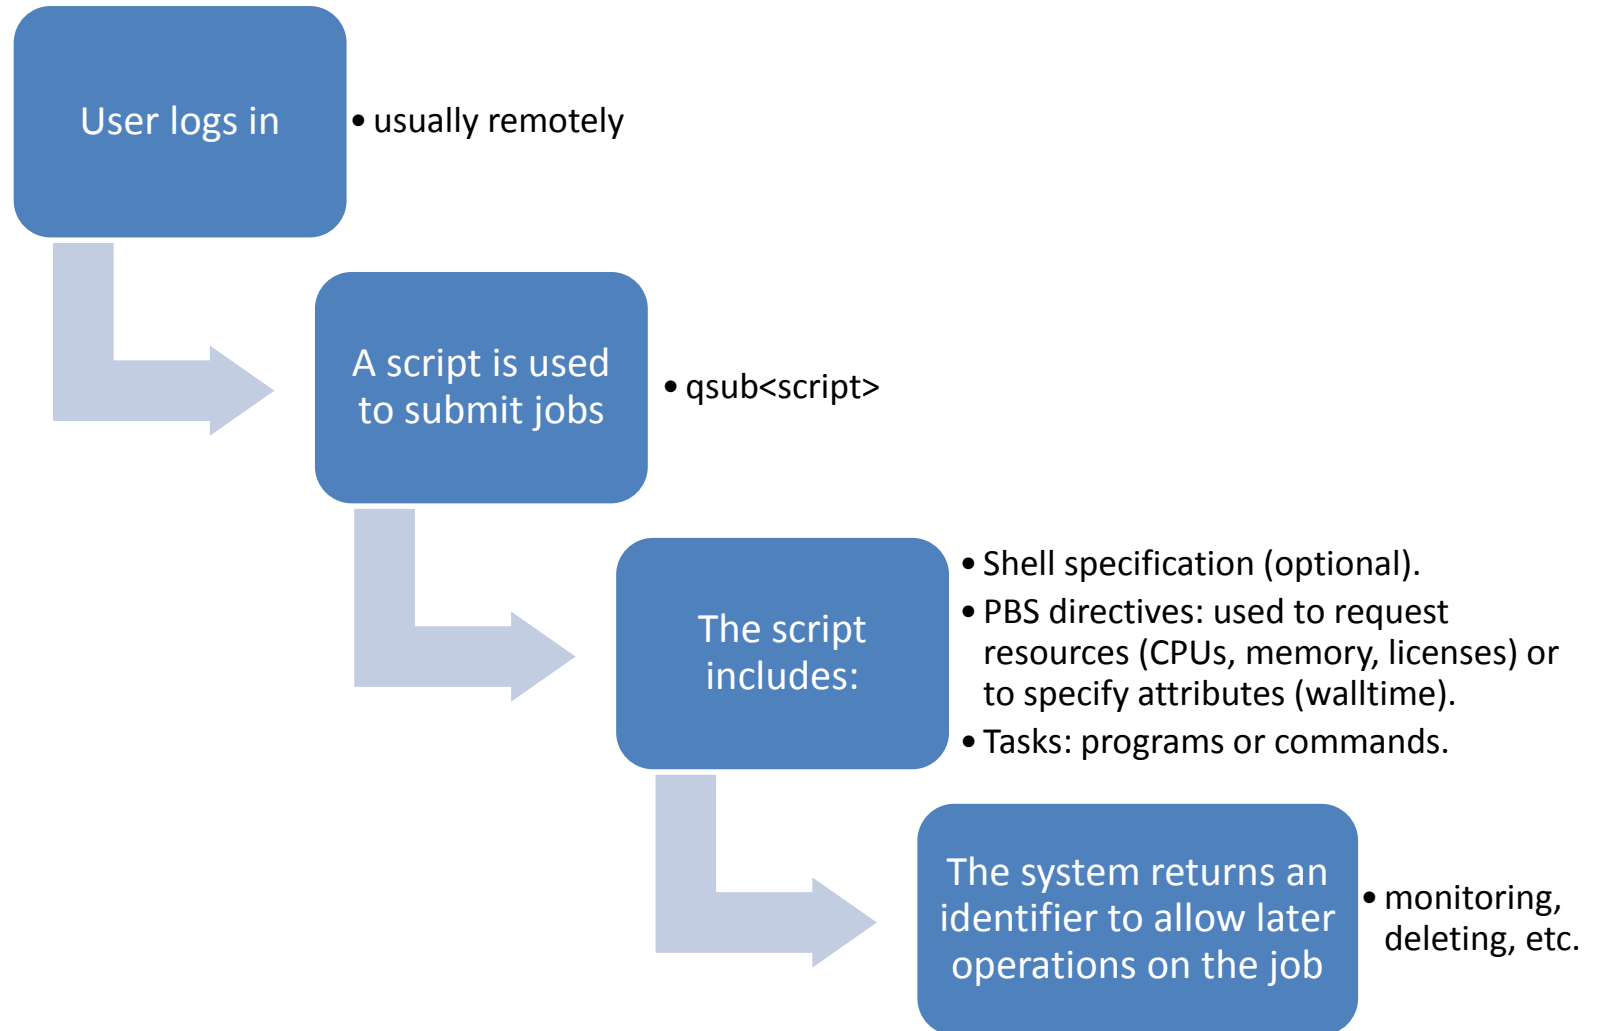 User logs in
• usually remotely
A script is used
to submit jobs
• qsub<script>
The script
includes:
• Shell specification (optional).
• PBS directives: used to request
resources (CPUs, memory, licenses) or
to specify attributes (walltime).
• Tasks: programs or commands.
The system returns an
identifier to allow later
operations on the job
• monitoring,
deleting, etc.